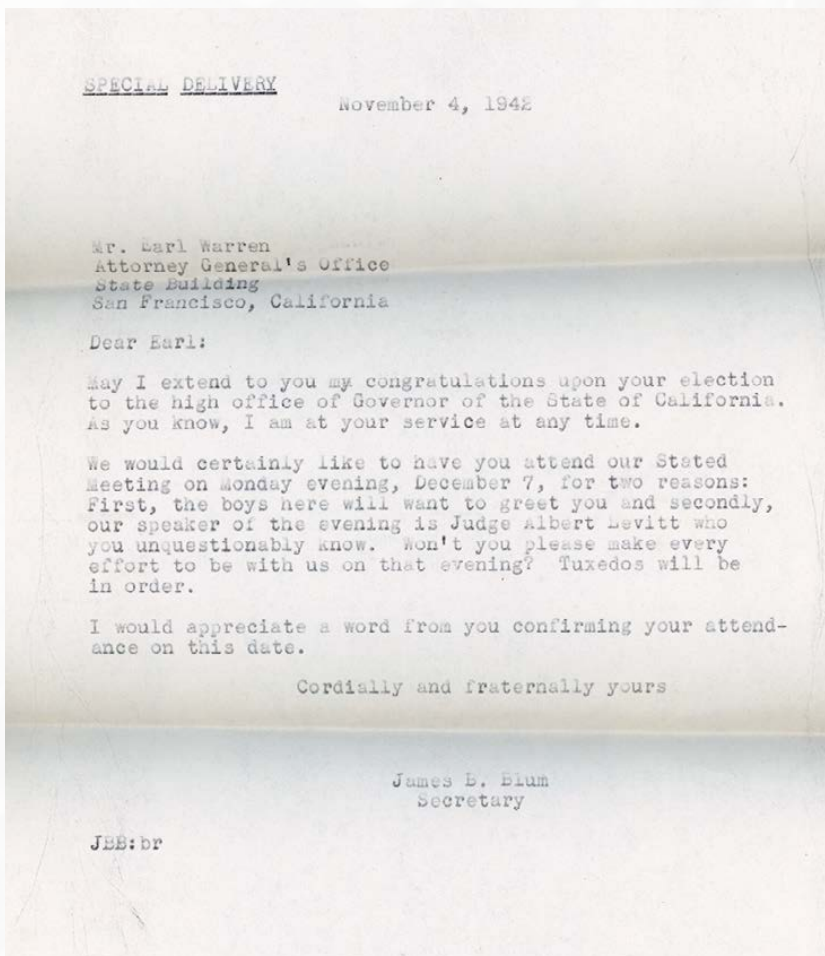 SPECIAL DELIVERY
November 4, 1942
Mr. Earl Warren
Attorney General's Office
State Building
San Francisco, California
Dear Earl:
May I extend to you my congratulations upon your election
to the high office of Governor of the State of California.
As you know, I am at your service at any time.
We would certainly like to have you attend our Stated
Meeting on Monday evening, December 7, for two reasons:
First, the boys here will want to greet you and secondly,
our speaker of the evening is Judge Albert Levitt who
you unquestionably know. Won't you please make every
effort to be with us on that evening? Tuxedos will be
in order.
I would appreciate a word from you confirming your attend-
ance on this date.
Cordially and fraternally yours
James B. Blum
Secretary
JBB:br